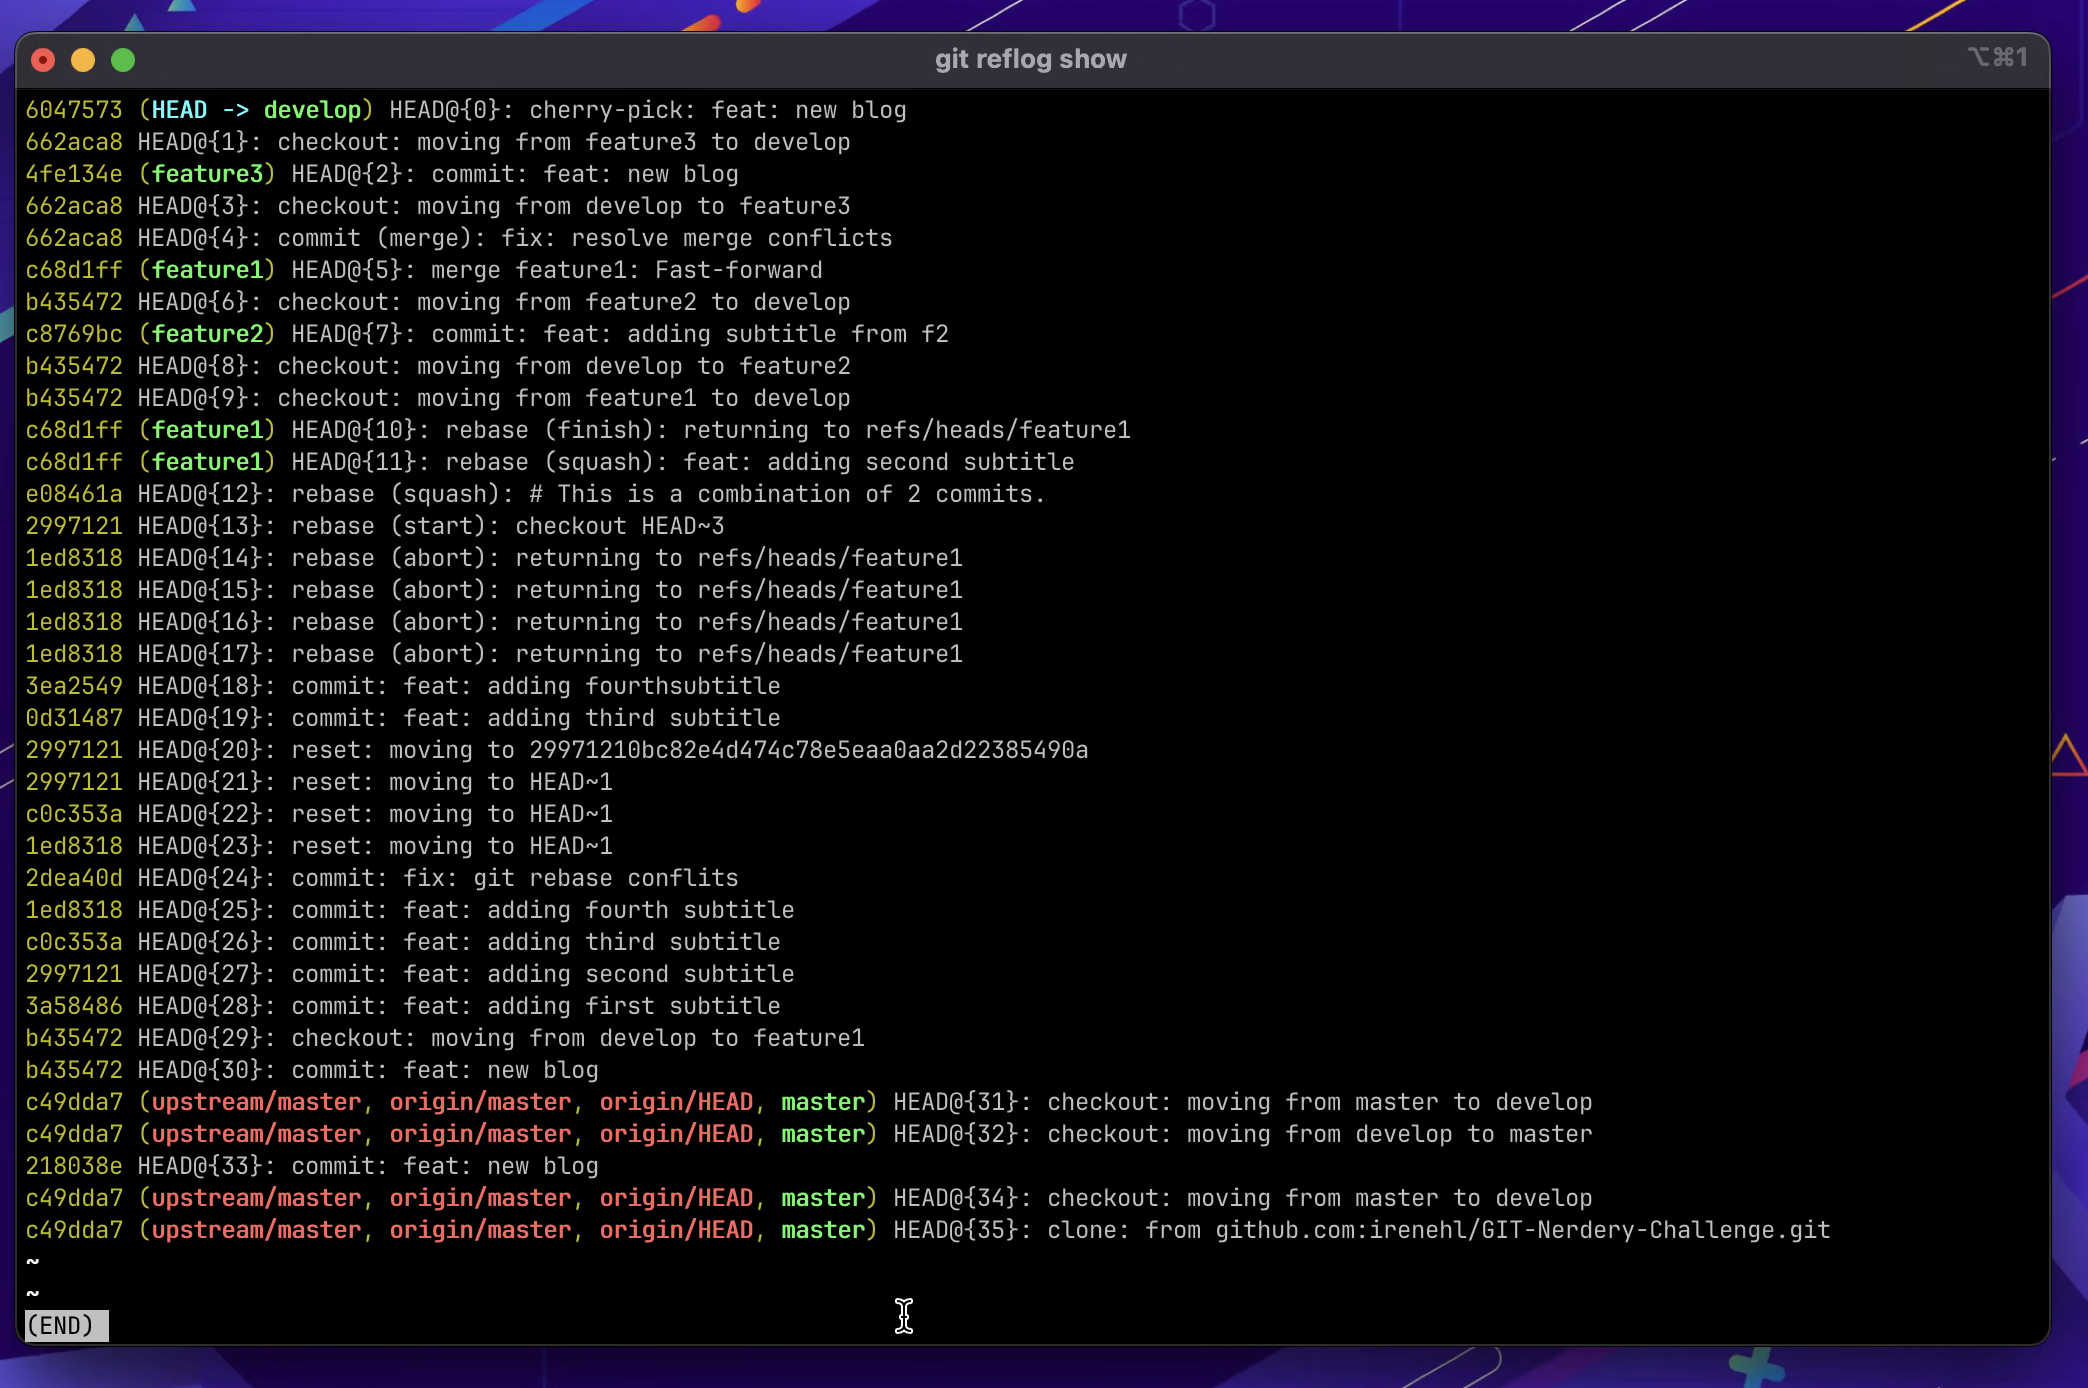 git reflog show
⌥⌘1
6047573 (HEAD -> develop) HEAD@{0}: cherry-pick: feat: new blog
662aca8 HEAD@{1}: checkout: moving from feature3 to develop
4fe134e (feature3) HEAD@{2}: commit: feat: new blog
662aca8 HEAD@{3}: checkout: moving from develop to feature3
662aca8 HEAD@{4}: commit (merge): fix: resolve merge conflicts
c68d1ff (feature1) HEAD@{5}: merge feature1: Fast-forward
b435472 HEAD@{6}: checkout: moving from feature2 to develop
c8769bc (feature2) HEAD@{7}: commit: feat: adding subtitle from f2
b435472 HEAD@{8}: checkout: moving from develop to feature2
b435472 HEAD@{9}: checkout: moving from feature1 to develop
c68d1ff (feature1) HEAD@{10}: rebase (finish): returning to refs/heads/feature1
c68d1ff (feature1) HEAD@{11}: rebase (squash): feat: adding second subtitle
e08461a HEAD@{12}: rebase (squash): # This is a combination of 2 commits.
2997121 HEAD@{13}: rebase (start): checkout HEAD~3
1ed8318 HEAD@{14}: rebase (abort): returning to refs/heads/feature1
1ed8318 HEAD@{15}: rebase (abort): returning to refs/heads/feature1
1ed8318 HEAD@{16}: rebase (abort): returning to refs/heads/feature1
1ed8318 HEAD@{17}: rebase (abort): returning to refs/heads/feature1
3ea2549 HEAD@{18}: commit: feat: adding fourthsubtitle
0d31487 HEAD@{19}: commit: feat: adding third subtitle
2997121 HEAD@{20}: reset: moving to 29971210bc82e4d474c78e5eaa0aa2d22385490a
2997121 HEAD@{21}: reset: moving to HEAD~1
c0c353a HEAD@{22}: reset: moving to HEAD~1
1ed8318 HEAD@{23}: reset: moving to HEAD~1
2dea40d HEAD@{24}: commit: fix: git rebase conflits
1ed8318 HEAD@{25}: commit: feat: adding fourth subtitle
c0c353a HEAD@{26}: commit: feat: adding third subtitle
2997121 HEAD@{27}: commit: feat: adding second subtitle
3a58486 HEAD@{28}: commit: feat: adding first subtitle
b435472 HEAD@{29}: checkout: moving from develop to feature1
b435472 HEAD@{30}: commit: feat: new blog
c49dda7 (upstream/master, origin/master, origin/HEAD, master) HEAD@{31}: checkout: moving from master to develop
c49dda7 (upstream/master, origin/master, origin/HEAD, master) HEAD@{32}: checkout: moving from develop to master
218038e HEAD@{33}: commit: feat: new blog
c49dda7 (upstream/master, origin/master, origin/HEAD, master) HEAD@{34}: checkout: moving from master to develop
c49dda7 (upstream/master, origin/master, origin/HEAD, master) HEAD@{35}: clone: from github.com:irenehl/GIT-Nerdery-Challenge.git
~
~
(END)